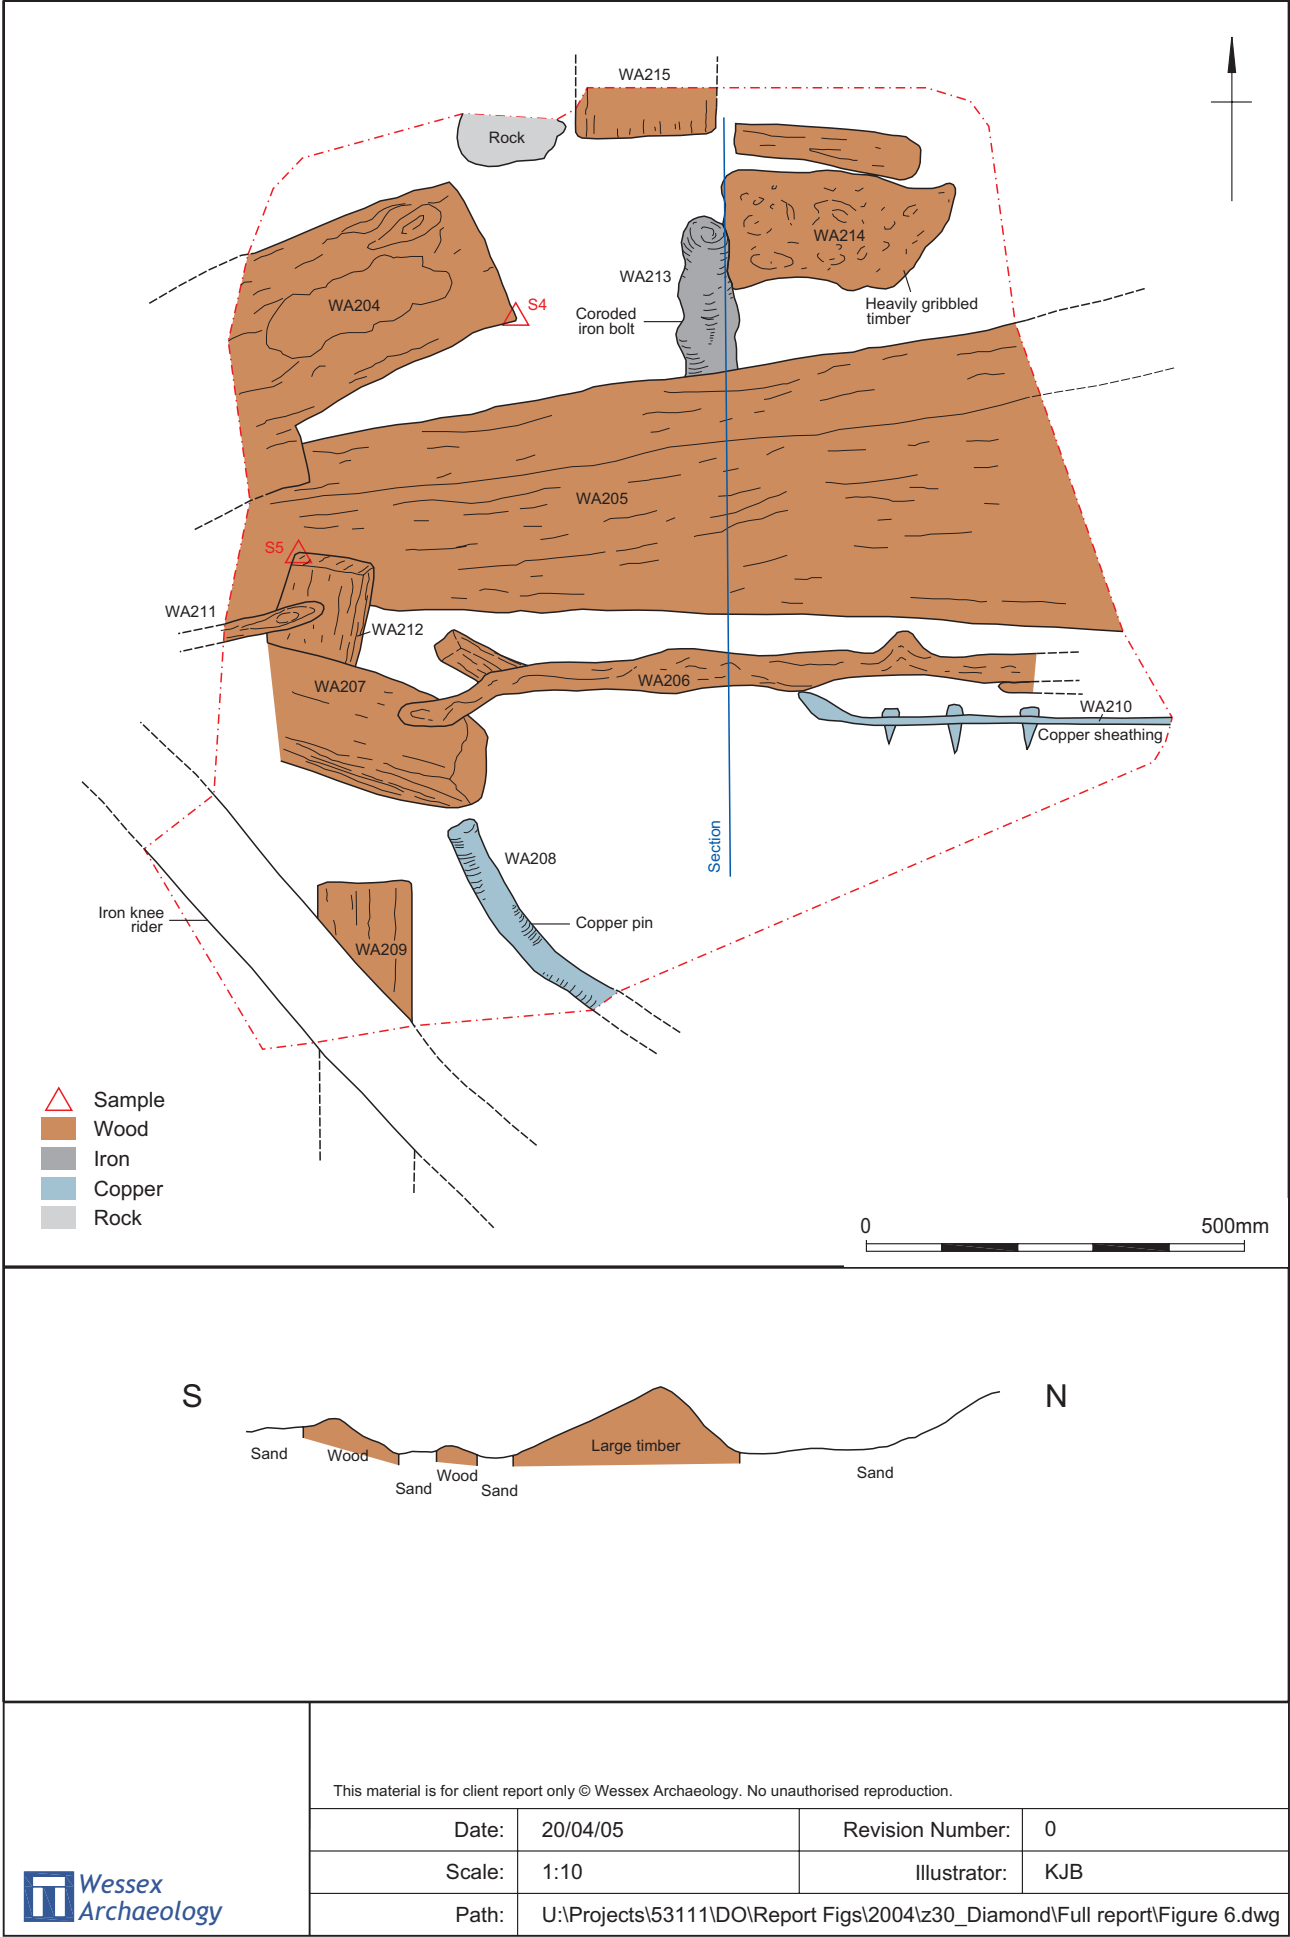 WA215
Rock
WA214
WA213
WA204
S4
Heavily gribbled
timber
Coroded
iron bolt
WA205
S5
WA211
WA212
WA207
WA206
WA210
Copper sheathing
Section
WA208
Iron knee
rider
Copper pin
WA209
Sample
Wood
Iron
Copper
Rock
0 500mm
S N
Large timber
Sand Wood
Wood Sand
Sand Sand
This material is for client report only © Wessex Archaeology. No unauthorised reproduction.
Date: 20/04/05 Revision Number: 0
Scale: 1:10 Illustrator: KJB
Path: U:\Projects\53111\DO\Report Figs\2004\z30_Diamond\Full report\Figure 6.dwg
Wessex
Archaeology